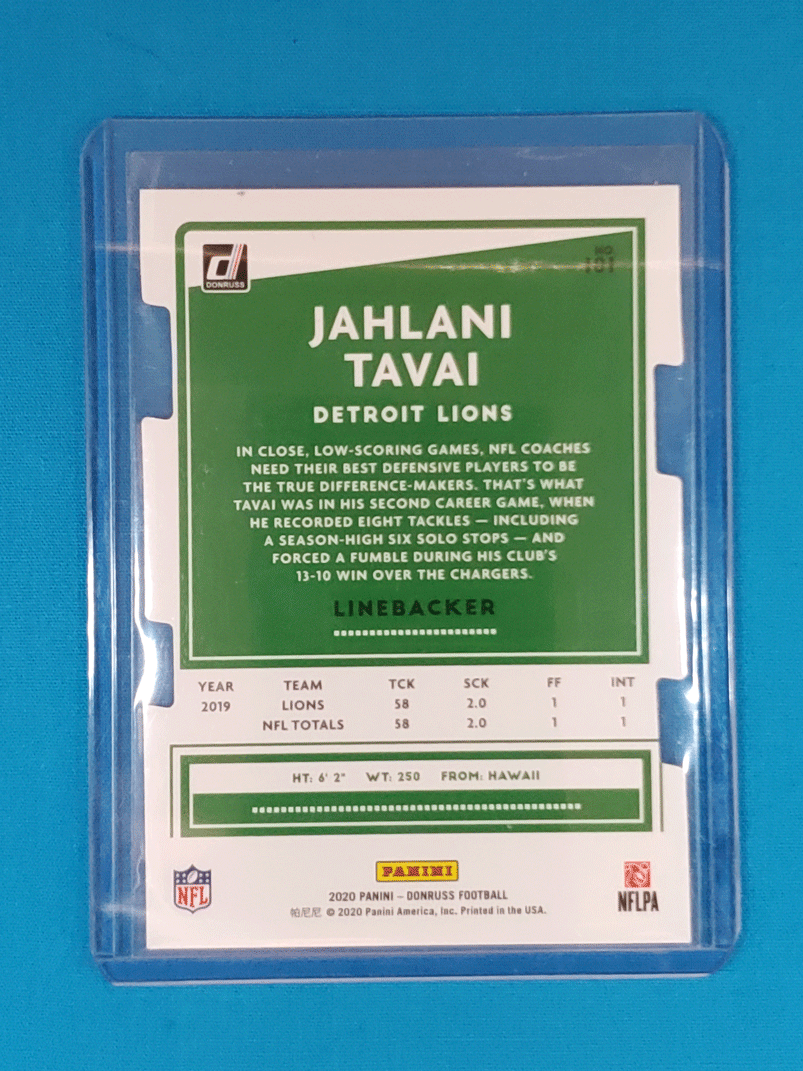 DONRUSS
NO
101
JAHLANI
TAVAI
DETROIT LIONS
IN CLOSE, LOW-SCORING GAMES, NFL COACHES
NEED THEIR BEST DEFENSIVE PLAYERS TO BE
THE TRUE DIFFERENCE-MAKERS. THAT'S WHAT
TAVAI WAS IN HIS SECOND CAREER GAME, WHEN
HE RECORDED EIGHT TACKLES — INCLUDING
A SEASON-HIGH SIX SOLO STOPS — AND
FORCED A FUMBLE DURING HIS CLUB'S
13-10 WIN OVER THE CHARGERS.
LINEBACKER
YEAR TEAM TCK SCK FF INT
2019 LIONS 58 2.0 1 1
NFL TOTALS 58 2.0 1 1
HT: 6' 2" WT: 250 FROM: HAWAII
NFL
PANINI
NFLPA
2020 PANINI – DONRUSS FOOTBALL
帕尼尼 © 2020 Panini America, Inc. Printed in the USA.